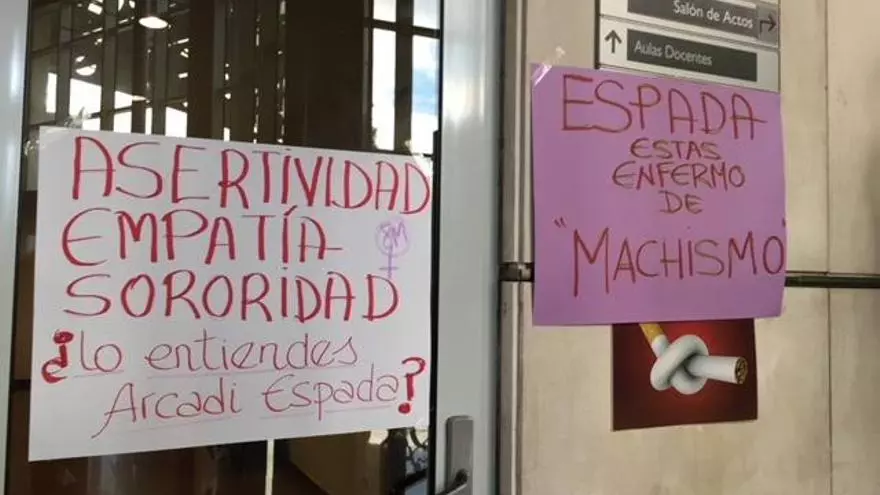 Salón de Actos
Aulas Docentes
ASERTIVIDAD
EMPATÍA
SORORIDAD
¿lo entiendes
Arcadi Espada?
ESPADA
ESTAS
ENFERMO
DE
"MACHISMO"